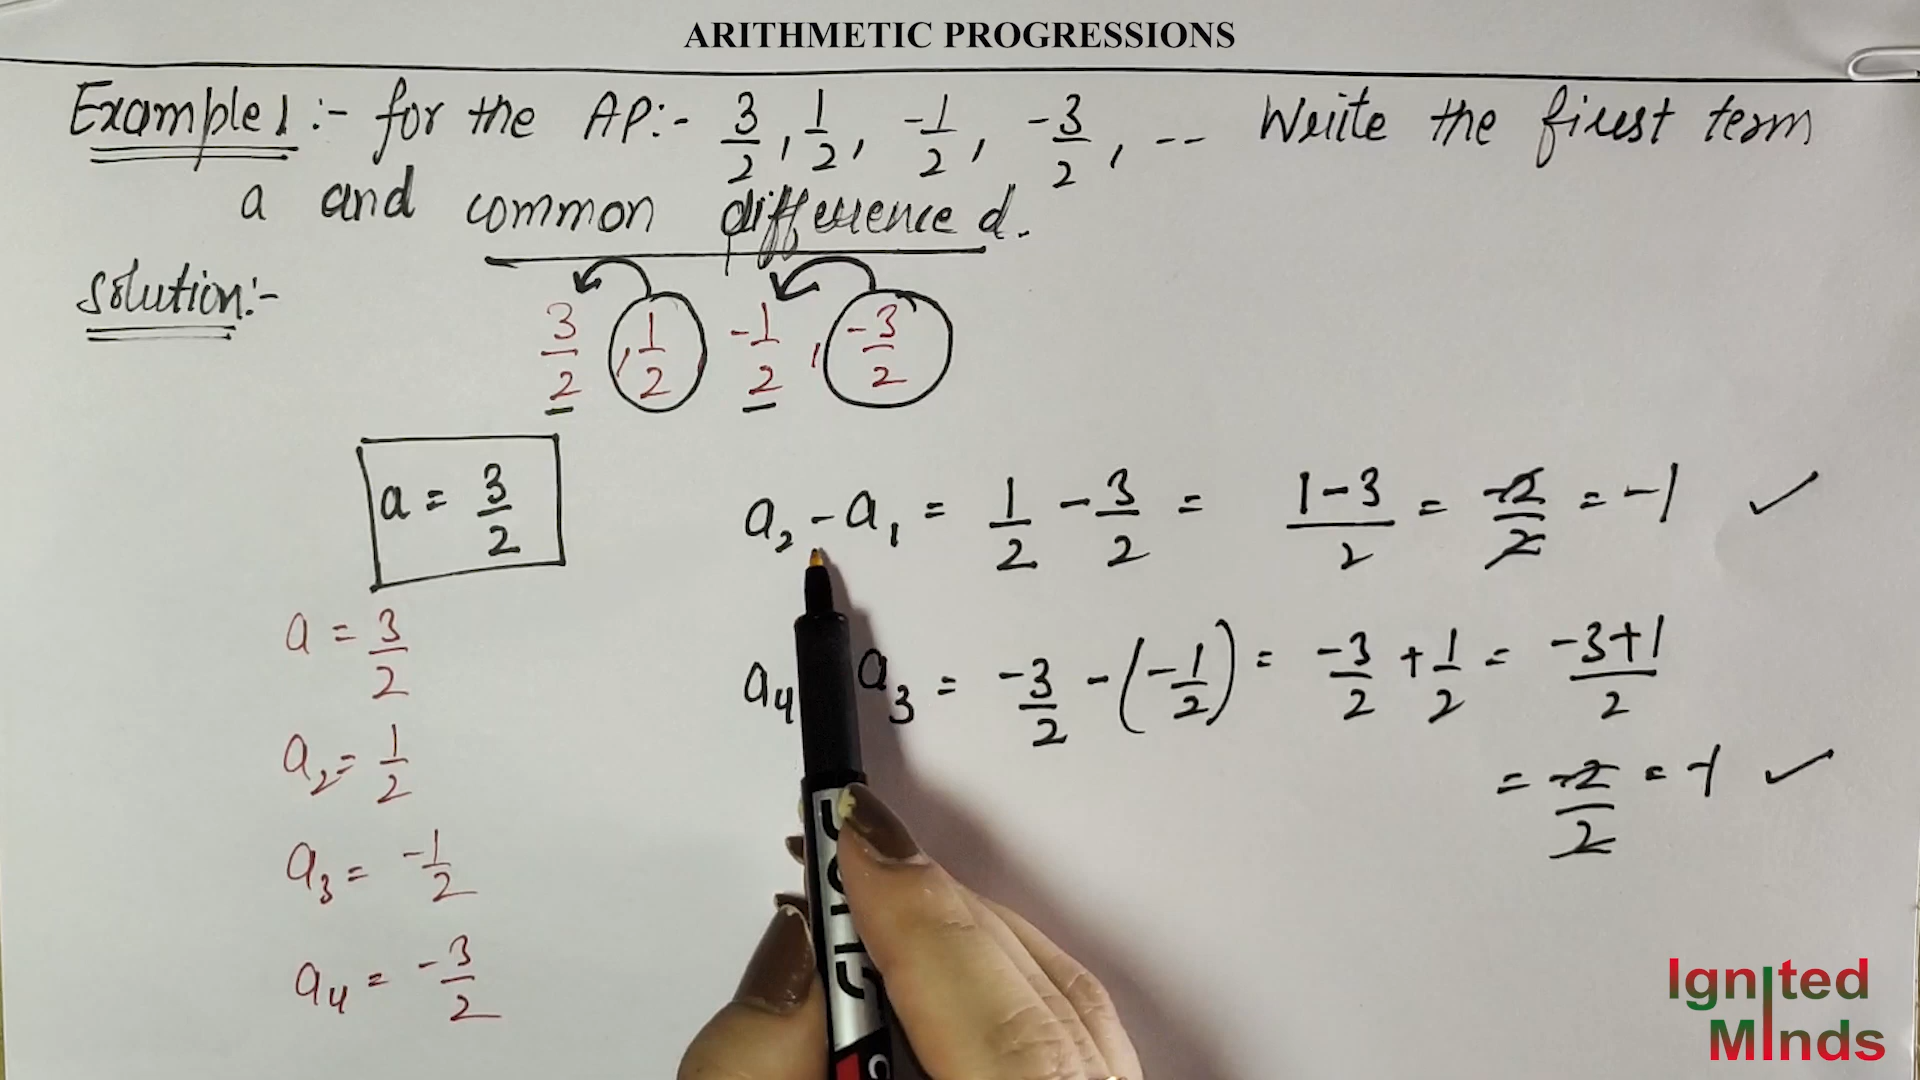 ARITHMETIC PROGRESSIONS
Example 1 :- for the AP:- 3/2, 1/2, -1/2, -3/2, -- Write the first term
a and common difference d.
Solution:-
3/2, 1/2, -1/2, -3/2
a = 3/2
a = 3/2
a₂ = 1/2
a₃ = -1/2
a₄ = -3/2
a₂ - a₁ = 1/2 - 3/2 = (1-3)/2 = -2/2 = -1 ✓
a₄ a₃ = -3/2 - (-1/2) = -3/2 + 1/2 = (-3+1)/2
= -2/2 = -1 ✓
Ignited
Minds